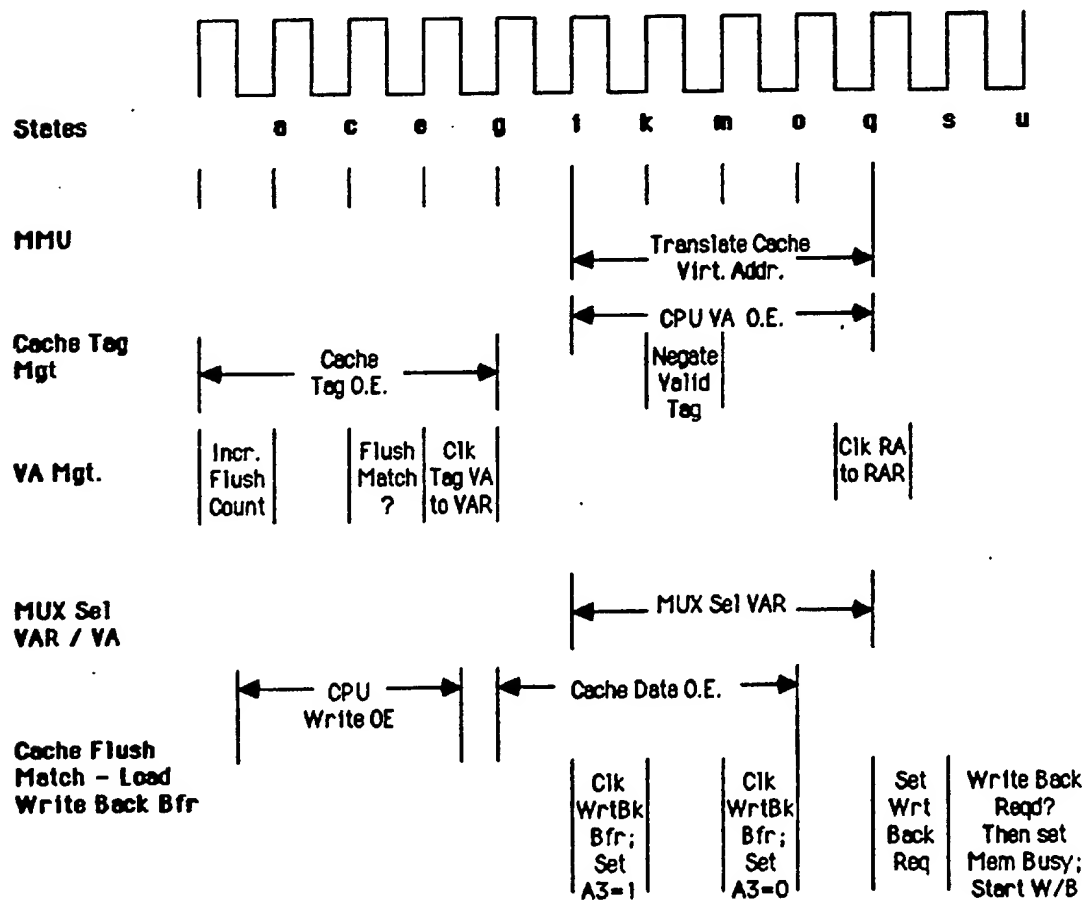 States a c e g i k m o q s u
MMU
Translate Cache
Virt. Addr.
CPU VA O.E.
Cache Tag
Mgt
Cache
Tag O.E.
Negate
Valid
Tag
VA Mgt.
Incr.
Flush
Count
Flush
Match
?
Clk
Tag VA
to VAR
Clk RA
to RAR
MUX Sel
VAR / VA
MUX Sel VAR
CPU
Write OE
Cache Data O.E.
Cache Flush
Match - Load
Write Back Bfr
Clk
WrtBk
Bfr;
Set
A3=1
Clk
WrtBk
Bfr;
Set
A3=0
Set
Wrt
Back
Req
Write Back
Reqd?
Then set
Mem Busy;
Start W/B